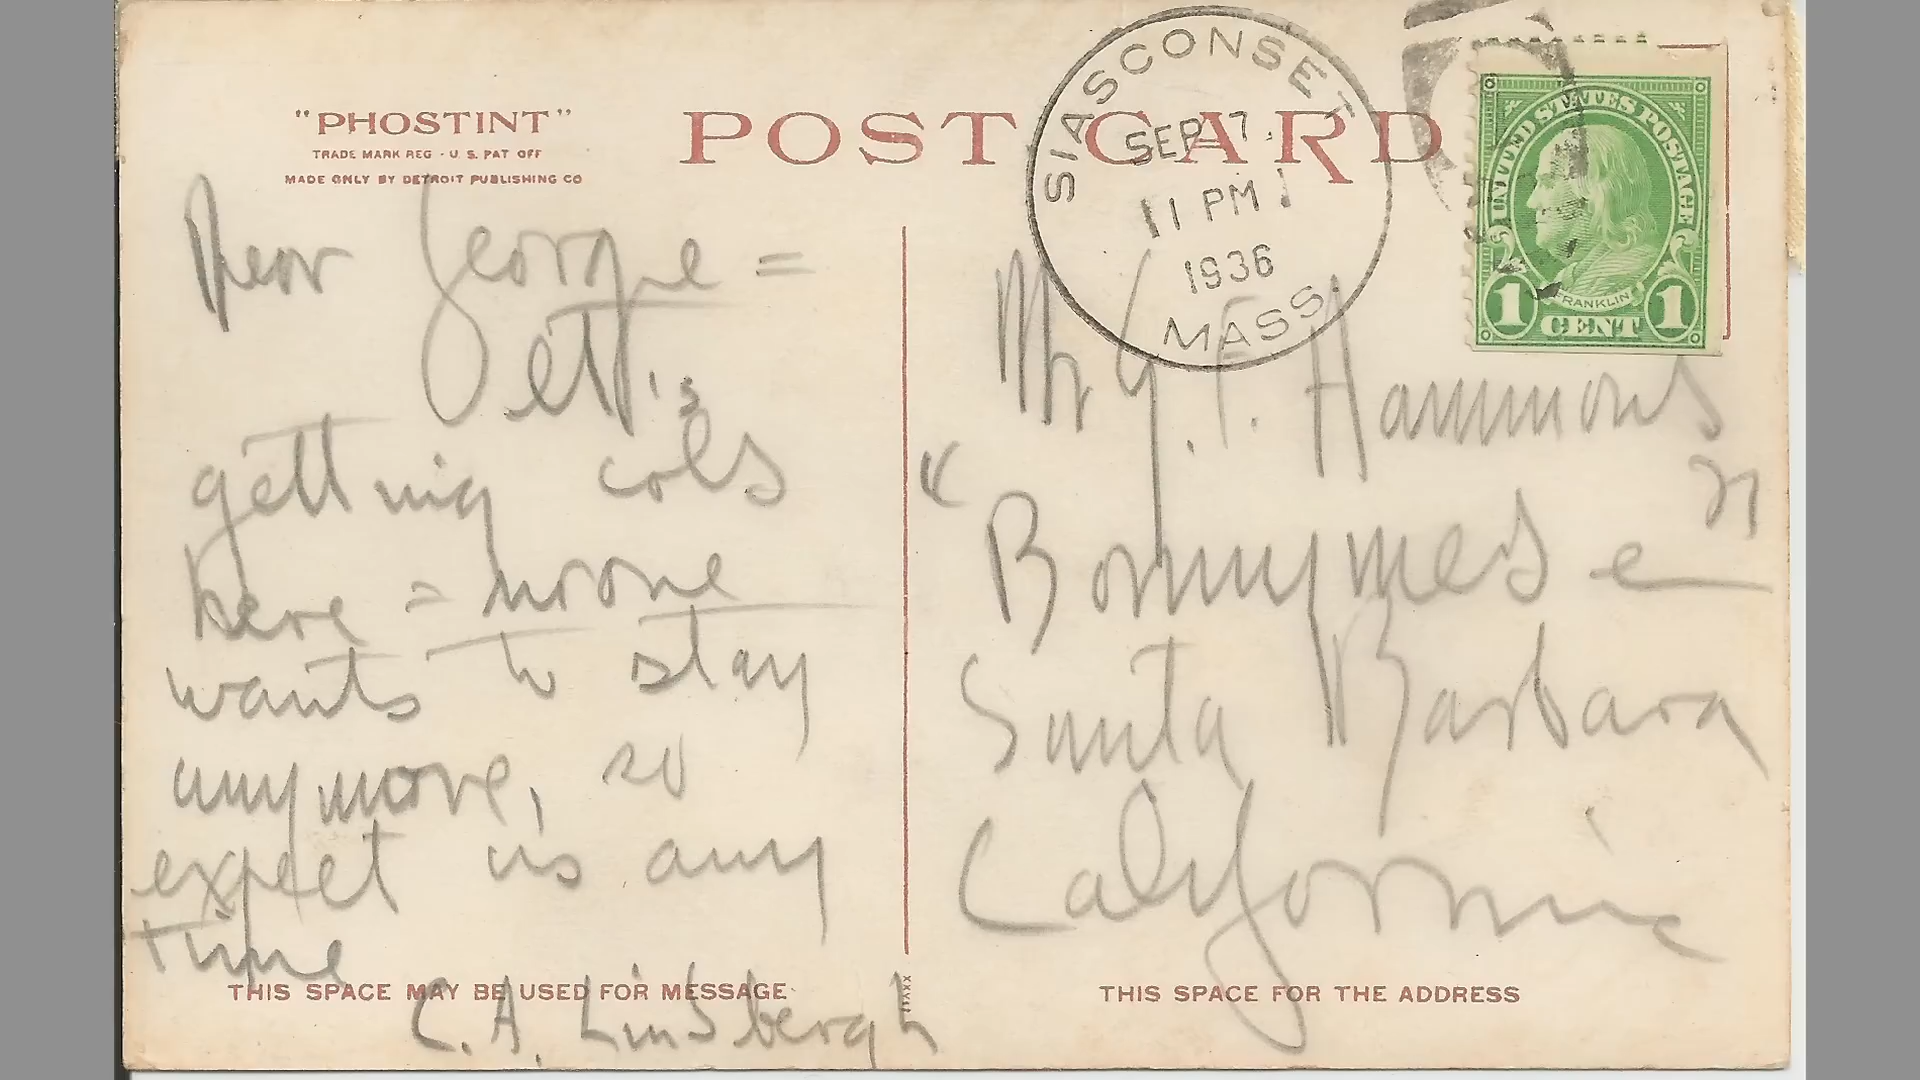 "PHOSTINT"
TRADE MARK REG · U.S. PAT OFF
MADE ONLY BY DETROIT PUBLISHING CO
POST CARD
SIASCONSET
SEP 7
11 PM
1936
MASS.
UNITED STATES POSTAGE
FRANKLIN
1 CENT 1
Dear George =
getting cold
here = no one
wants to stay
anymore, so
expect us any
time
C. A. Lindbergh
Mr G. F. Hammond
"Bonnymede"
Santa Barbara
California
THIS SPACE MAY BE USED FOR MESSAGE
THIS SPACE FOR THE ADDRESS